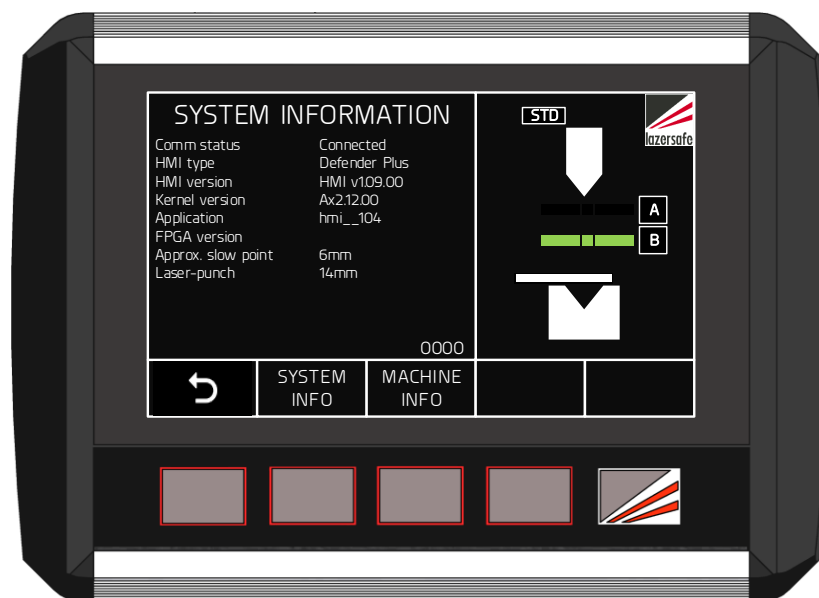 SYSTEM INFORMATION
Comm status Connected
HMI type Defender Plus
HMI version HMI v1.09.00
Kernel version Ax2.12.00
Application hmi__104
FPGA version
Approx. slow point 6mm
Laser-punch 14mm
0000
STD
lazersafe
A
B
SYSTEM
INFO
MACHINE
INFO